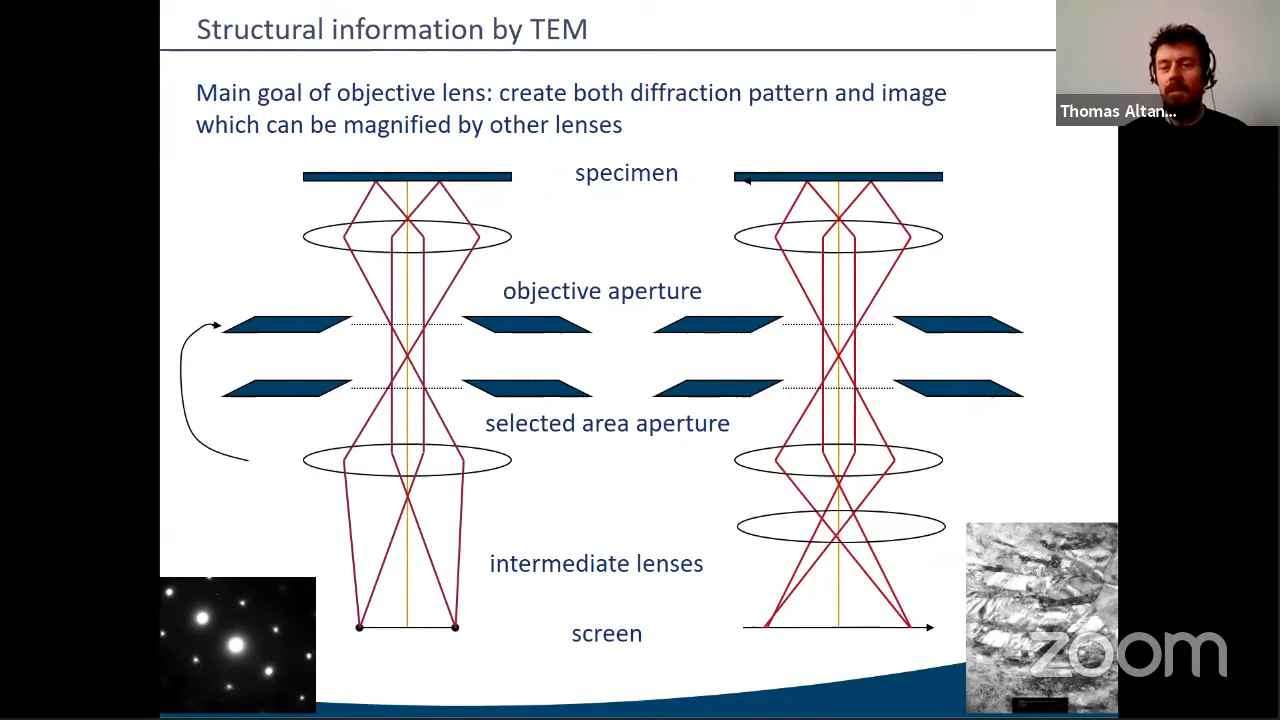 Structural information by TEM
Thomas Altan...
Main goal of objective lens: create both diffraction pattern and image
which can be magnified by other lenses
specimen
objective aperture
selected area aperture
intermediate lenses
screen
zoom